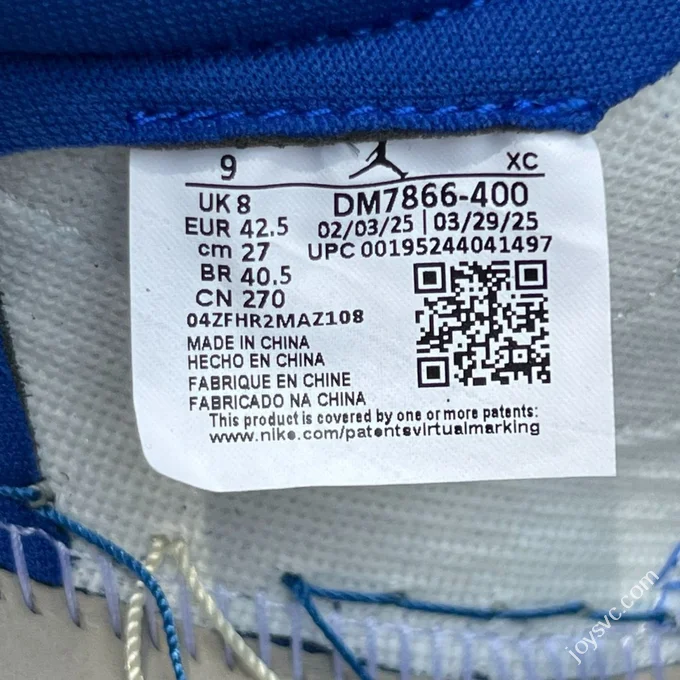 9 XC
UK 8 DM7866-400
EUR 42.5 02/03/25 | 03/29/25
cm 27 UPC 00195244041497
BR 40.5
CN 270
04ZFHR2MAZ108
MADE IN CHINA
HECHO EN CHINA
FABRIQUE EN CHINE
FABRICADO NA CHINA
This product is covered by one or more patents:
www.nike.com/patentsvirtualmarking
joysvc.com